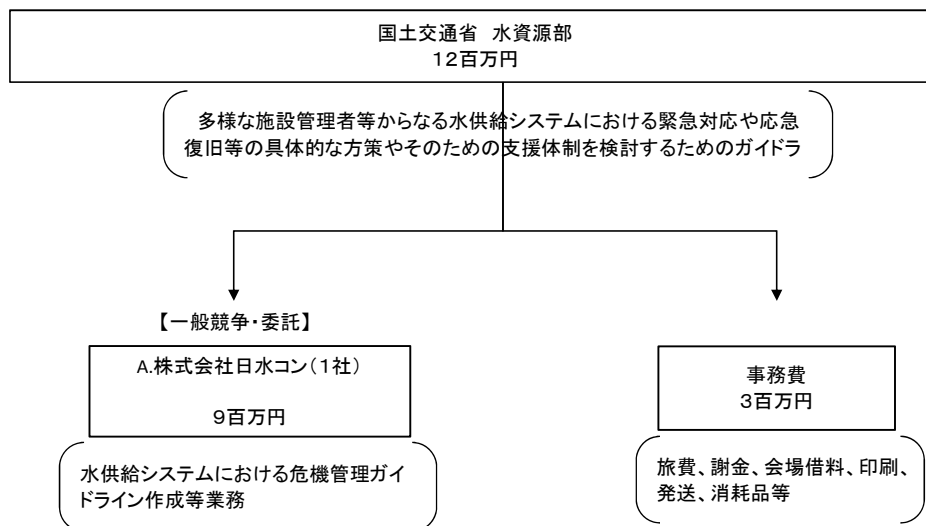 国土交通省 水資源部
12百万円
多様な施設管理者等からなる水供給システムにおける緊急対応や応急
復旧等の具体的な方策やそのための支援体制を検討するためのガイドラ
【一般競争・委託】
A.株式会社日水コン(1社)
9百万円
事務費
3百万円
水供給システムにおける危機管理ガイ
ドライン作成等業務
旅費、謝金、会場借料、印刷、
発送、消耗品等